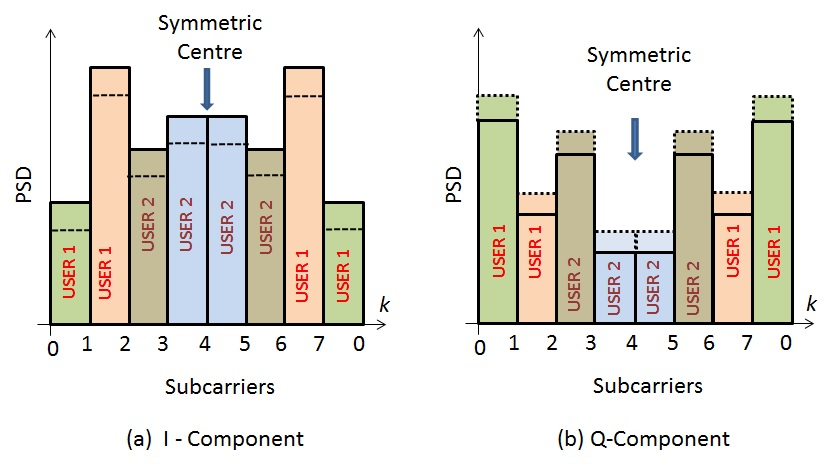 Symmetric
Centre
PSD
USER 1
USER 1
USER 2
USER 2
USER 2
USER 2
USER 1
USER 1
k
0 1 2 3 4 5 6 7 0
Subcarriers
(a) I - Component
Symmetric
Centre
PSD
USER 1
USER 1
USER 2
USER 2
USER 2
USER 2
USER 1
USER 1
k
0 1 2 3 4 5 6 7 0
Subcarriers
(b) Q-Component